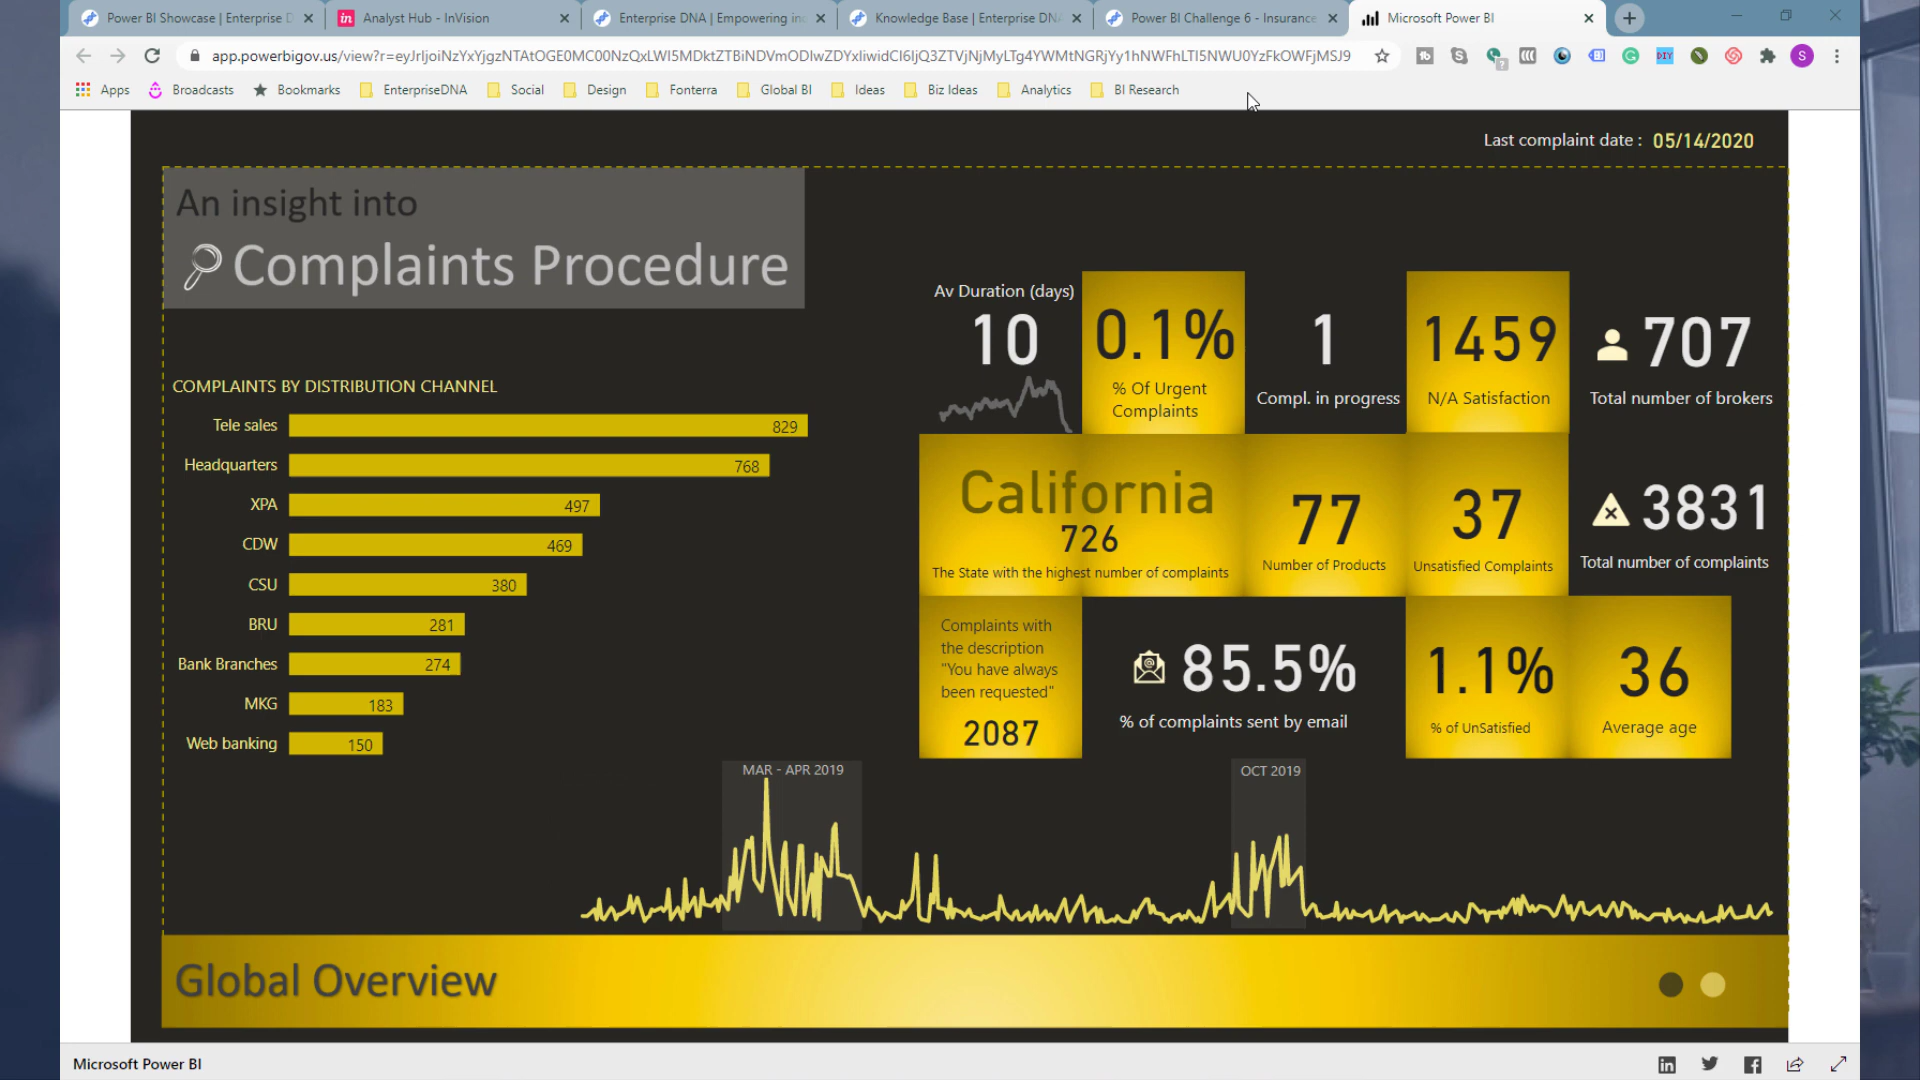 Power BI Showcase | Enterprise D
Analyst Hub - InVision
Enterprise DNA | Empowering in
Knowledge Base | Enterprise DN
Power BI Challenge 6 - Insurance
Microsoft Power BI
Apps
Broadcasts
Bookmarks
EnterpriseDNA
Social
Design
Fonterra
Global BI
Ideas
Biz Ideas
Analytics
BI Research
Last complaint date : 05/14/2020
An insight into
Complaints Procedure
COMPLAINTS BY DISTRIBUTION CHANNEL
Tele sales 829
Headquarters 768
XPA 497
CDW 469
CSU 380
BRU 281
Bank Branches 274
MKG 183
Web banking 150
Av Duration (days)
10
0.1%
% Of Urgent
Complaints
1
Compl. in progress
1459
N/A Satisfaction
707
Total number of brokers
California
726
The State with the highest number of complaints
77
Number of Products
37
Unsatisfied Complaints
3831
Total number of complaints
Complaints with
the description
"You have always
been requested"
2087
85.5%
% of complaints sent by email
1.1%
% of UnSatisfied
36
Average age
MAR - APR 2019
OCT 2019
Global Overview
Microsoft Power BI